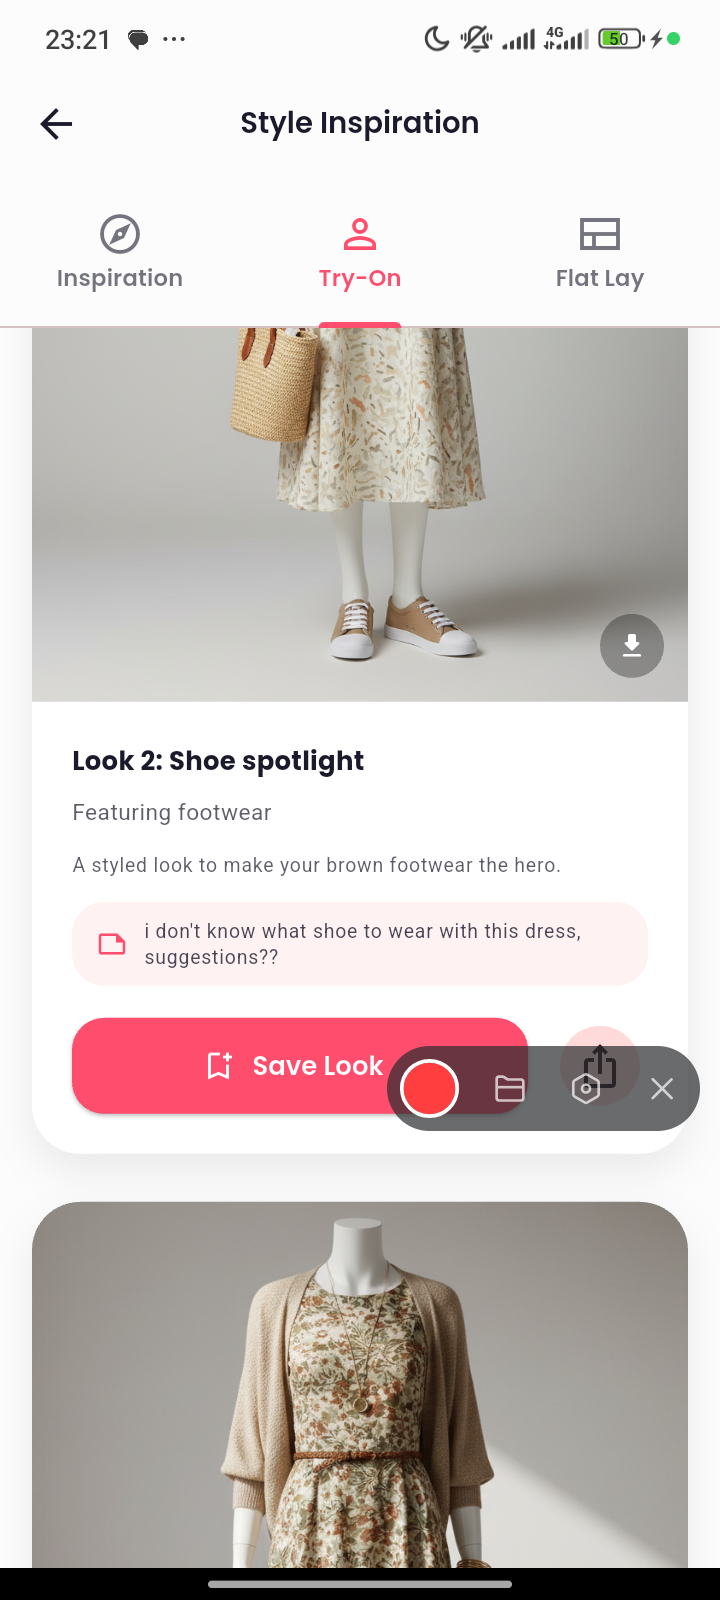 23:21
4G
50
Style Inspiration
Inspiration
Try-On
Flat Lay
Look 2: Shoe spotlight
Featuring footwear
A styled look to make your brown footwear the hero.
i don't know what shoe to wear with this dress,
suggestions??
Save Look